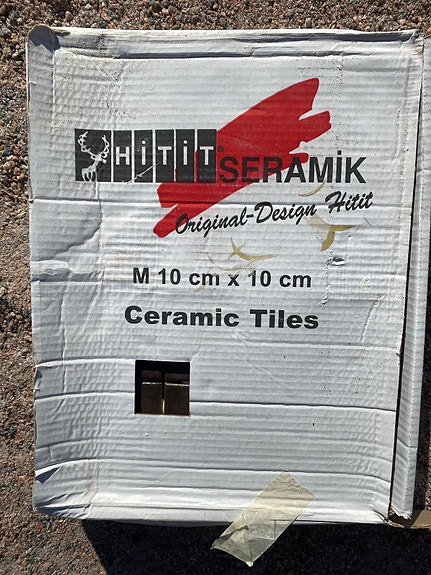 HİTİT® SERAMİK
Original-Design Hitit
M 10 cm x 10 cm
Ceramic Tiles